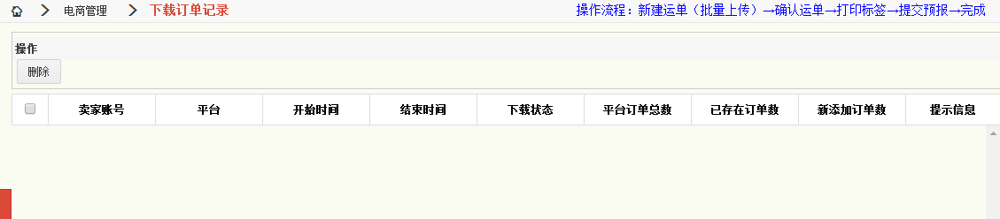 电商管理 下载订单记录 操作流程：新建运单（批量上传）→确认运单→打印标签→提交预报→完成
操作
删除
卖家账号 平台 开始时间 结束时间 下载状态 平台订单总数 已存在订单数 新添加订单数 提示信息